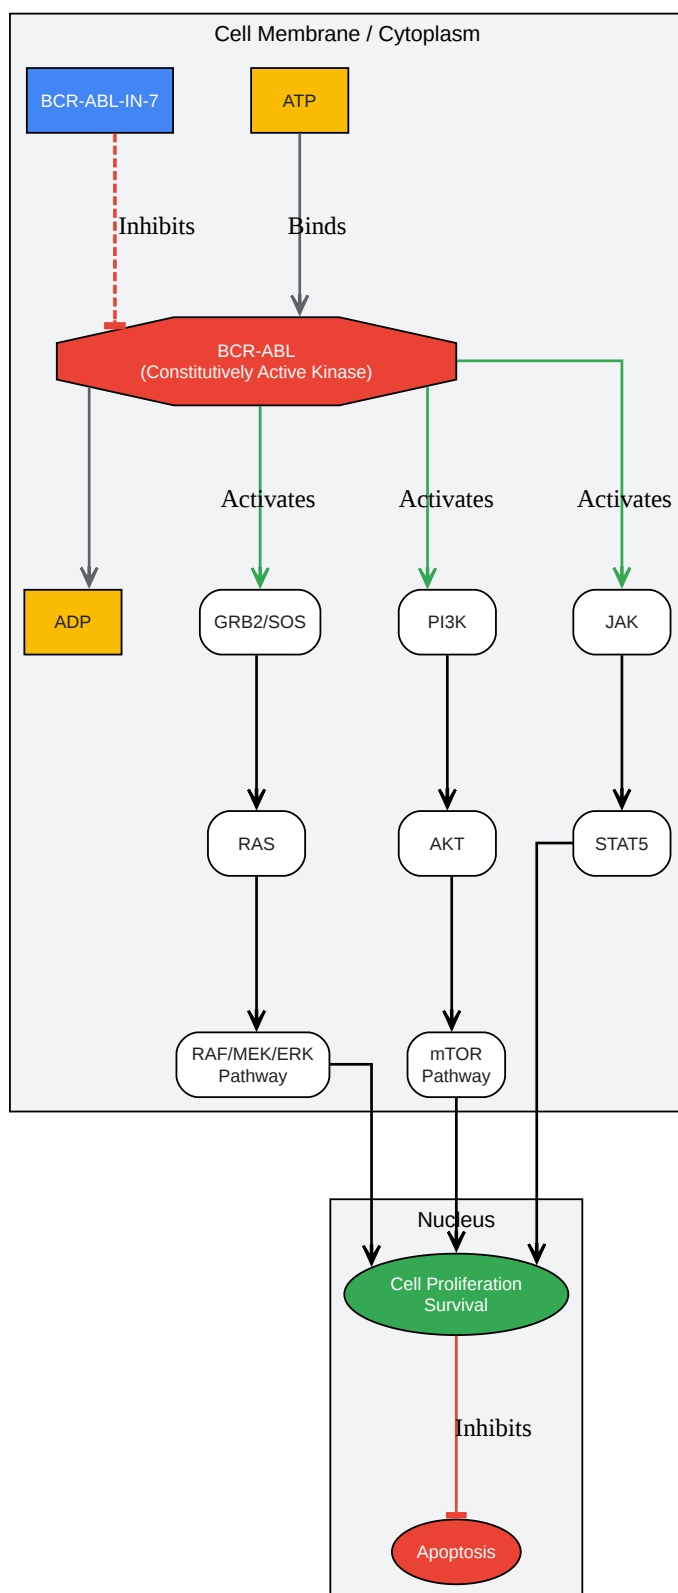 Cell Membrane / Cytoplasm
BCR-ABL-IN-7
ATP
Inhibits
Binds
BCR-ABL
(Constitutively Active Kinase)
Activates
Activates
Activates
ADP
GRB2/SOS
PI3K
JAK
RAS
AKT
STAT5
RAF/MEK/ERK
Pathway
mTOR
Pathway
Nucleus
Cell Proliferation
Survival
Inhibits
Apoptosis